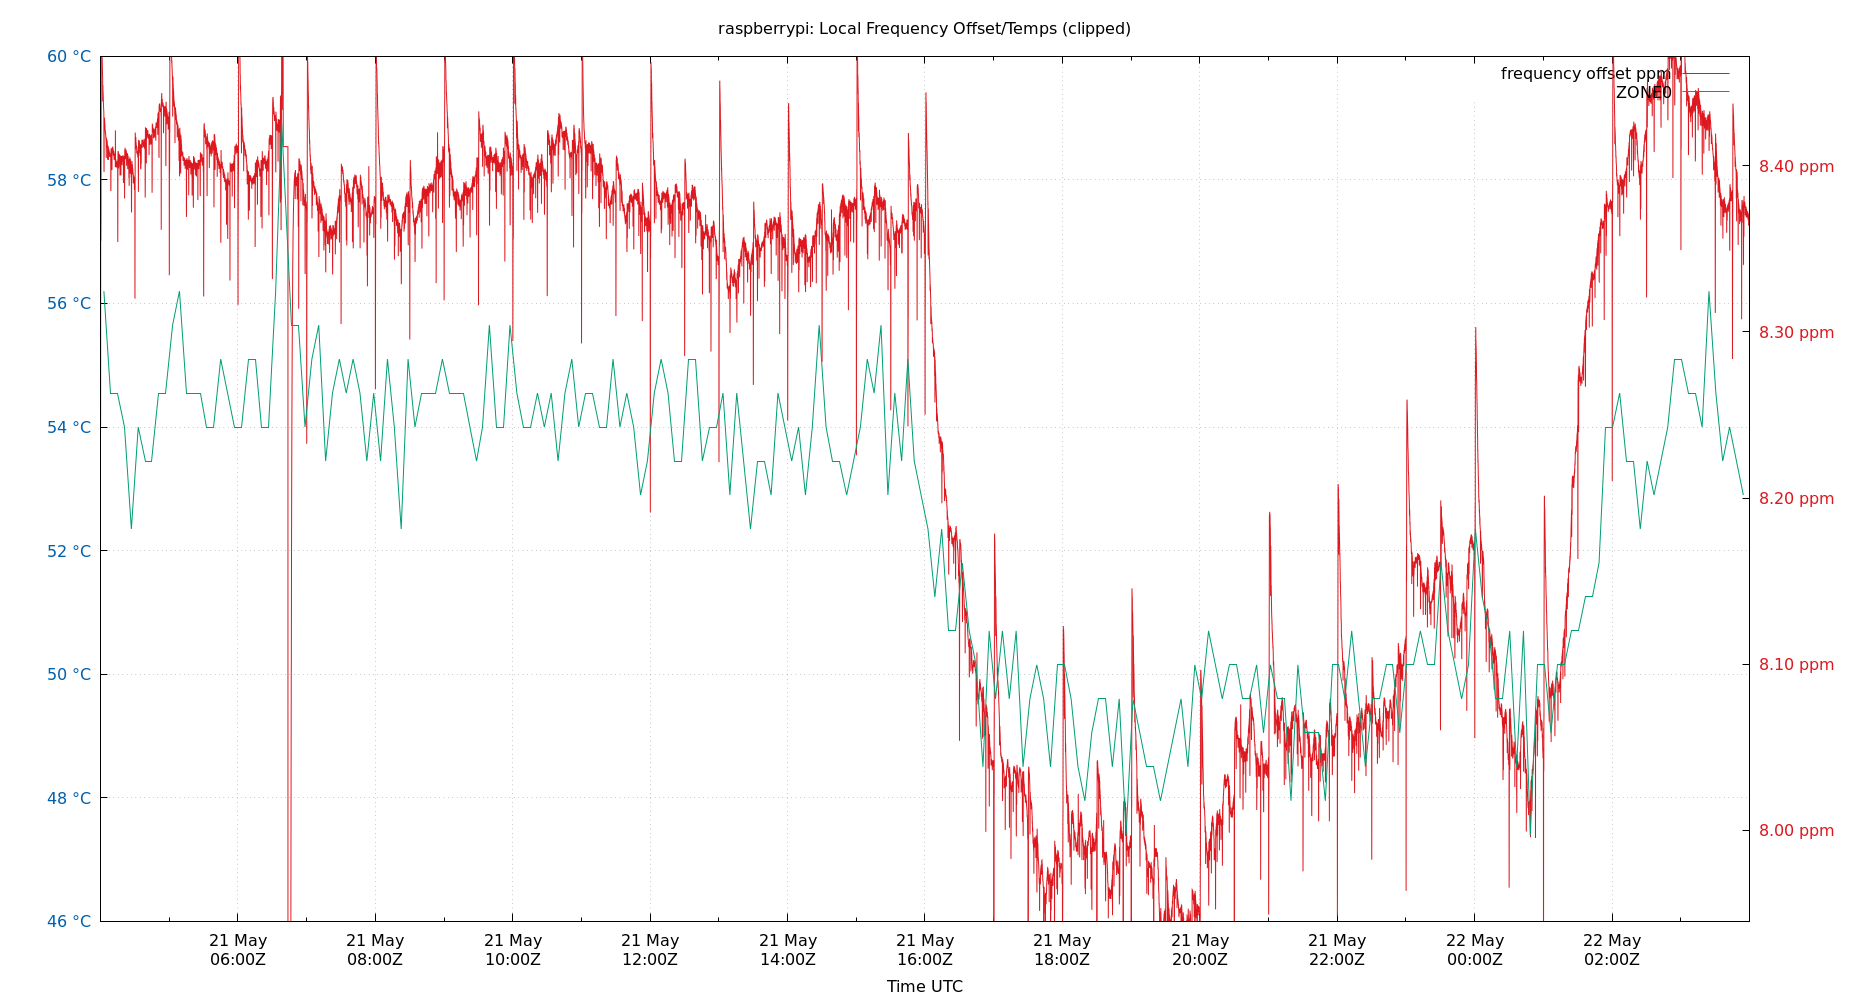 raspberrypi: Local Frequency Offset/Temps (clipped)
60 °C
58 °C
56 °C
54 °C
52 °C
50 °C
48 °C
46 °C
frequency offset ppm
ZONE0
8.40 ppm
8.30 ppm
8.20 ppm
8.10 ppm
8.00 ppm
21 May 21 May 21 May 21 May 21 May 21 May 21 May 21 May 21 May 22 May 22 May
06:00Z 08:00Z 10:00Z 12:00Z 14:00Z 16:00Z 18:00Z 20:00Z 22:00Z 00:00Z 02:00Z
Time UTC